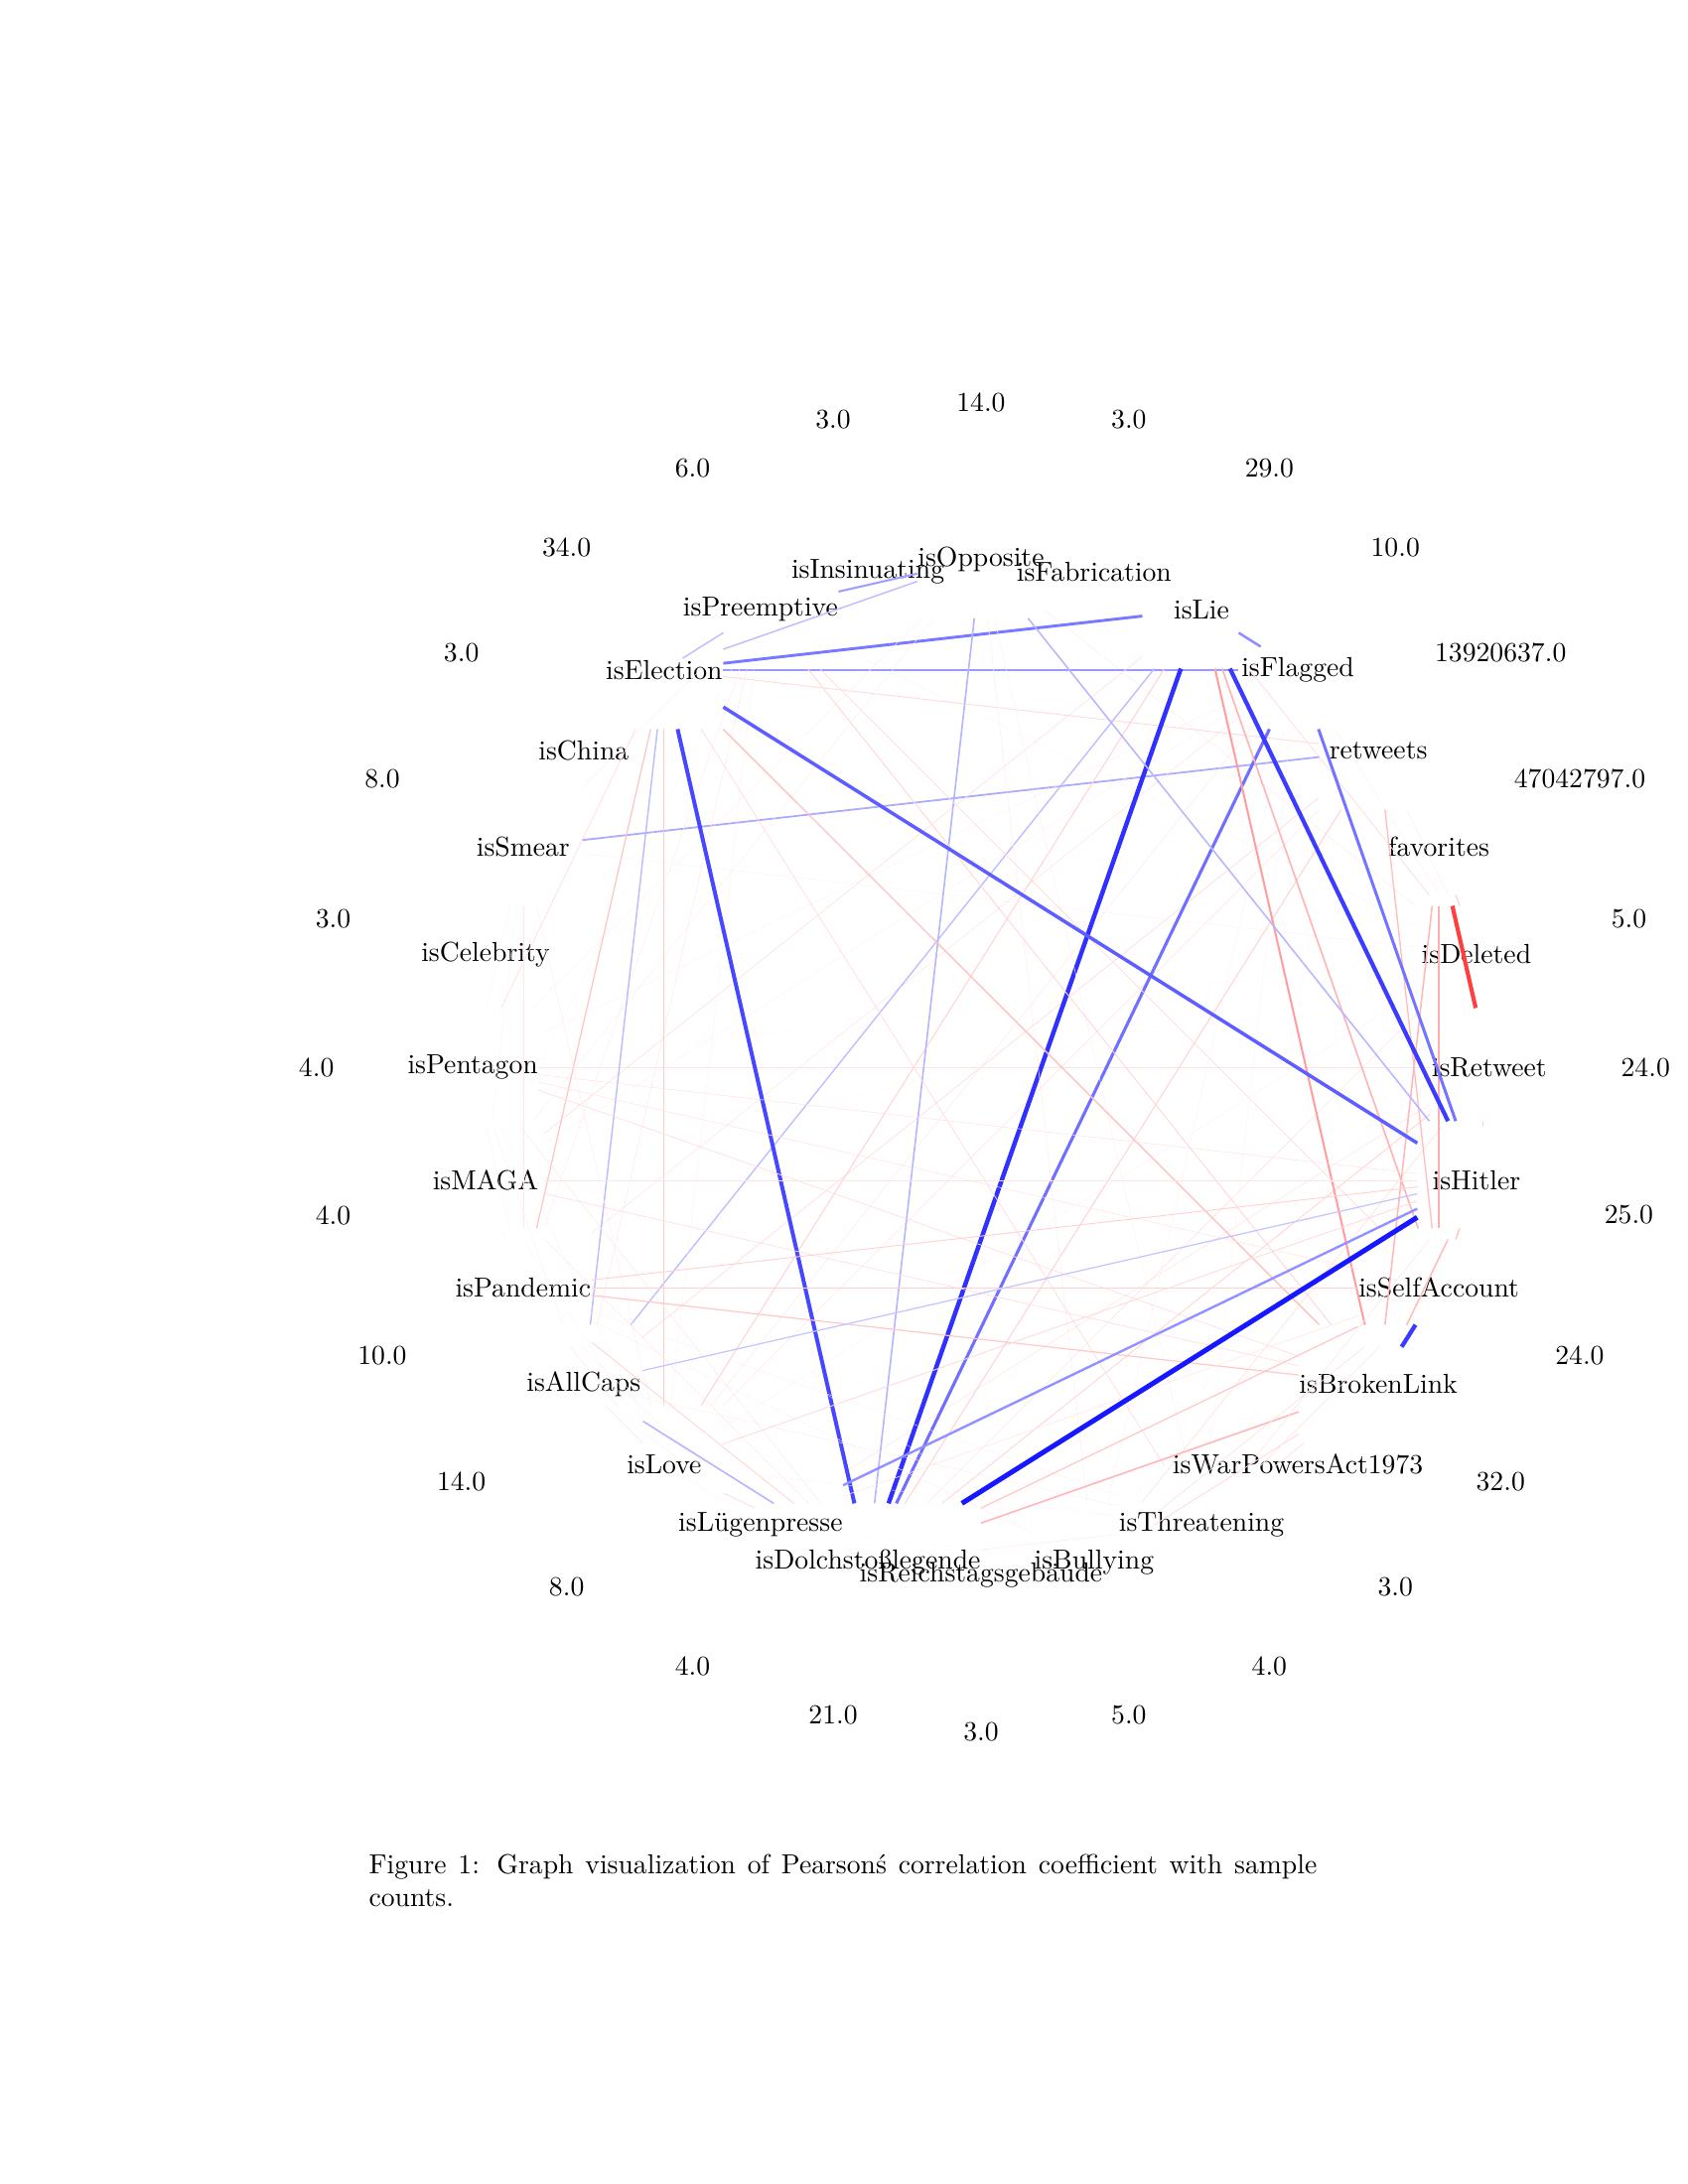 14.0
3.0
3.0
6.0
29.0
34.0
10.0
isOpposite
isInsinuating
isFabrication
isPreemptive
isLie
3.0
13920637.0
isElection
isFlagged
isChina
retweets
8.0
47042797.0
isSmear
favorites
3.0
5.0
isCelebrity
isDeleted
4.0
isPentagon
isRetweet
24.0
isMAGA
isHitler
4.0
25.0
isPandemic
isSelfAccount
10.0
24.0
isAllCaps
isBrokenLink
isLove
isWarPowersAct1973
14.0
32.0
isLügenpresse
isThreatening
isDolchstoßlegende
isBullying
isReichstagsgebäude
8.0
3.0
4.0
4.0
21.0
5.0
3.0
Figure 1: Graph visualization of Pearsonś correlation coefficient with sample
counts.